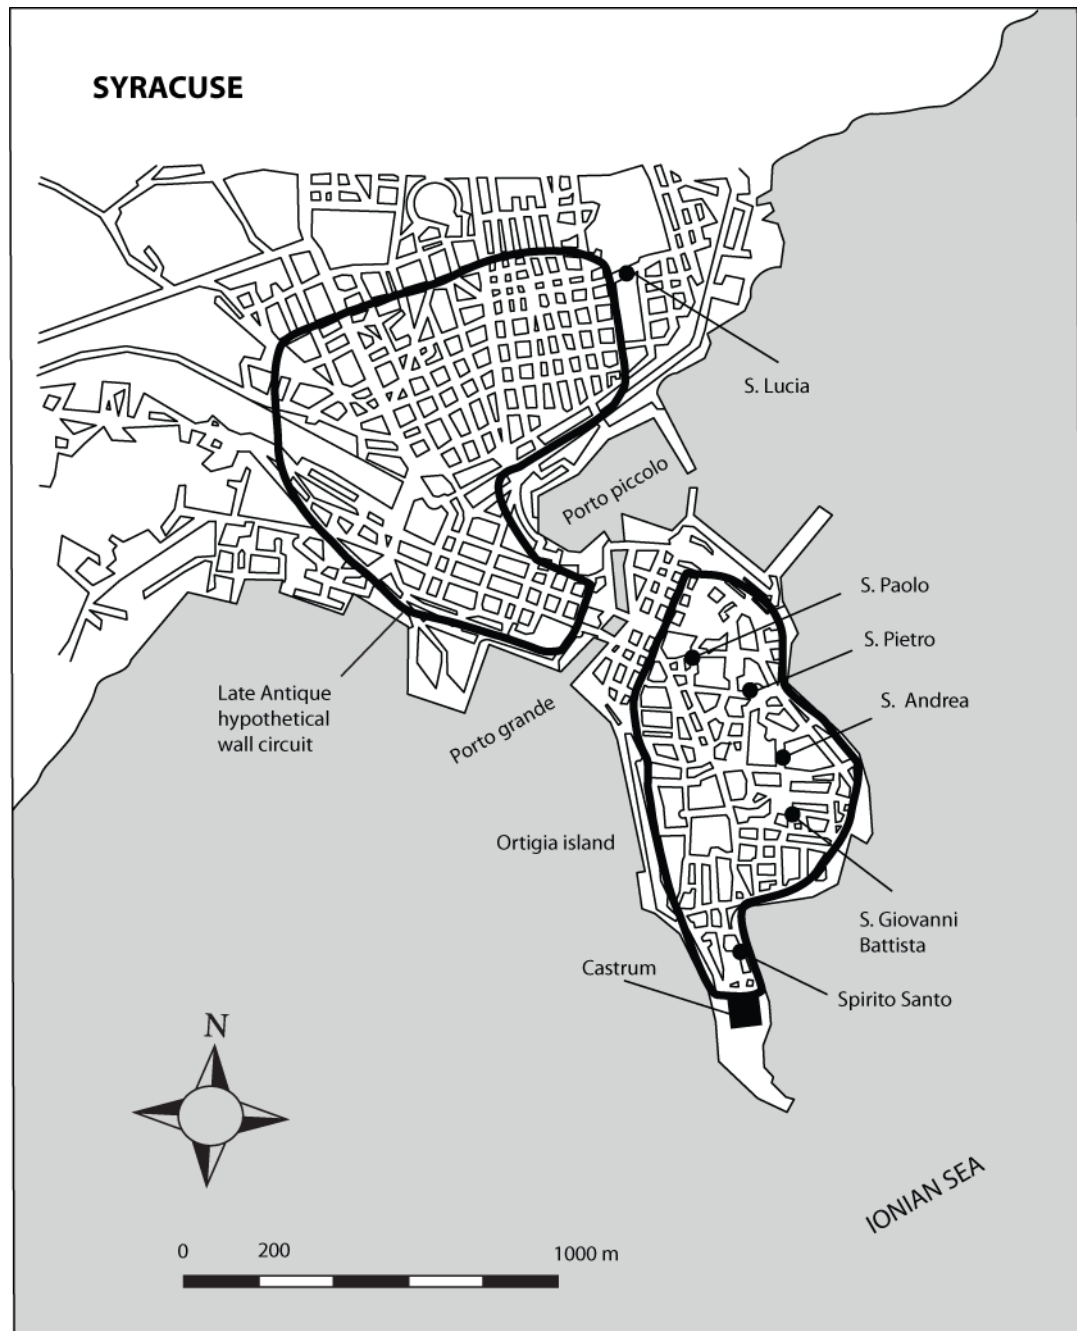 SYRACUSE
S. Lucia
Porto piccolo
S. Paolo
S. Pietro
S. Andrea
Late Antique
hypothetical
wall circuit
Porto grande
Ortigia island
S. Giovanni
Battista
Castrum
Spirito Santo
N
IONIAN SEA
0 200 1000 m